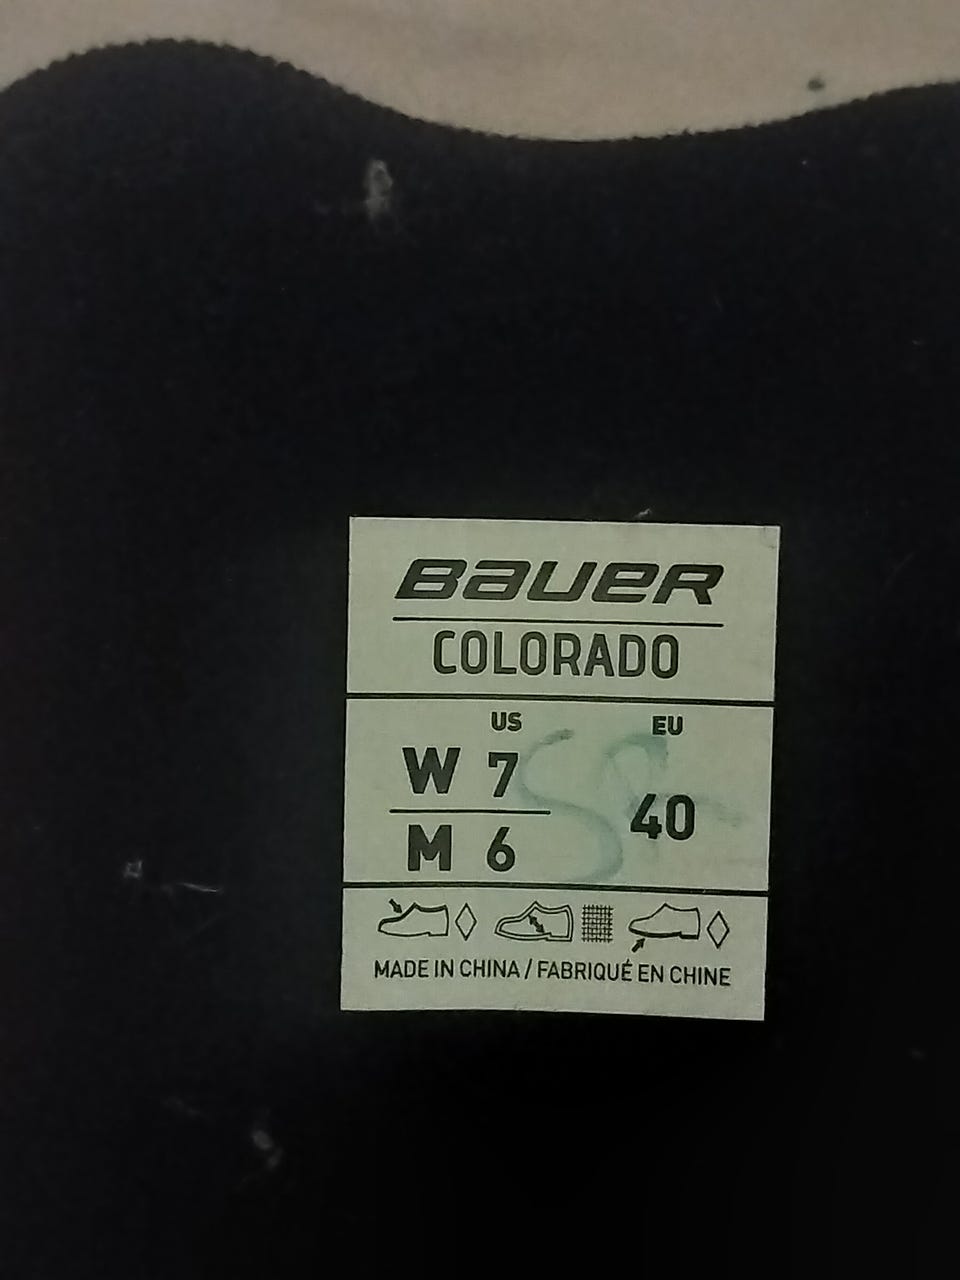 BAUER
COLORADO
US EU
W 7
40
M 6
MADE IN CHINA / FABRIQUÉ EN CHINE